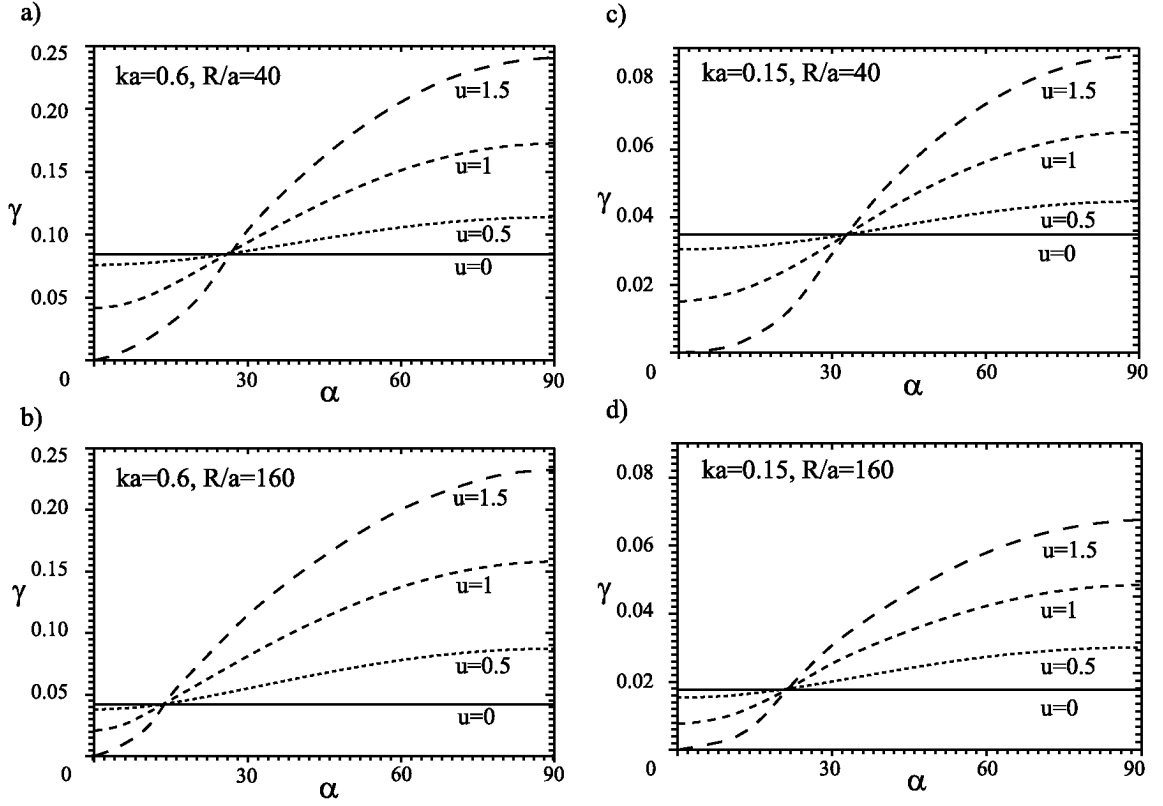 a)
ka=0.6, R/a=40
0.25
0.20
0.15
0.10
0.05
0
γ
u=1.5
u=1
u=0.5
u=0
30
60
90
α
c)
ka=0.15, R/a=40
0.08
0.06
0.04
0.02
0
γ
u=1.5
u=1
u=0.5
u=0
30
60
90
α
b)
ka=0.6, R/a=160
0.25
0.20
0.15
0.10
0.05
0
γ
u=1.5
u=1
u=0.5
u=0
30
60
90
α
d)
ka=0.15, R/a=160
0.08
0.06
0.04
0.02
0
γ
u=1.5
u=1
u=0.5
u=0
30
60
90
α